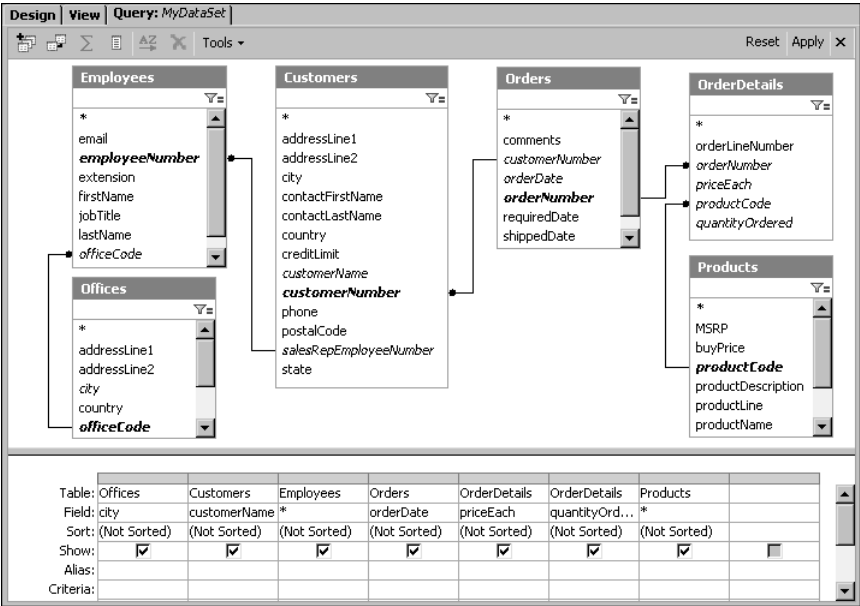 Design View Query: MyDataSet
Tools Reset Apply
Employees
*
email
employeeNumber
extension
firstName
jobTitle
lastName
officeCode
Offices
*
addressLine1
addressLine2
city
country
officeCode
Customers
*
addressLine1
addressLine2
city
contactFirstName
contactLastName
country
creditLimit
customerName
customerNumber
phone
postalCode
salesRepEmployeeNumber
state
Orders
*
comments
customerNumber
orderDate
orderNumber
requiredDate
shippedDate
OrderDetails
*
orderLineNumber
orderNumber
priceEach
productCode
quantityOrdered
Products
*
MSRP
buyPrice
productCode
productDescription
productLine
productName
Table: Offices Customers Employees Orders OrderDetails OrderDetails Products
Field: city customerName * orderDate priceEach quantityOrd... *
Sort: (Not Sorted) (Not Sorted) (Not Sorted) (Not Sorted) (Not Sorted) (Not Sorted) (Not Sorted)
Show:
Alias:
Criteria: